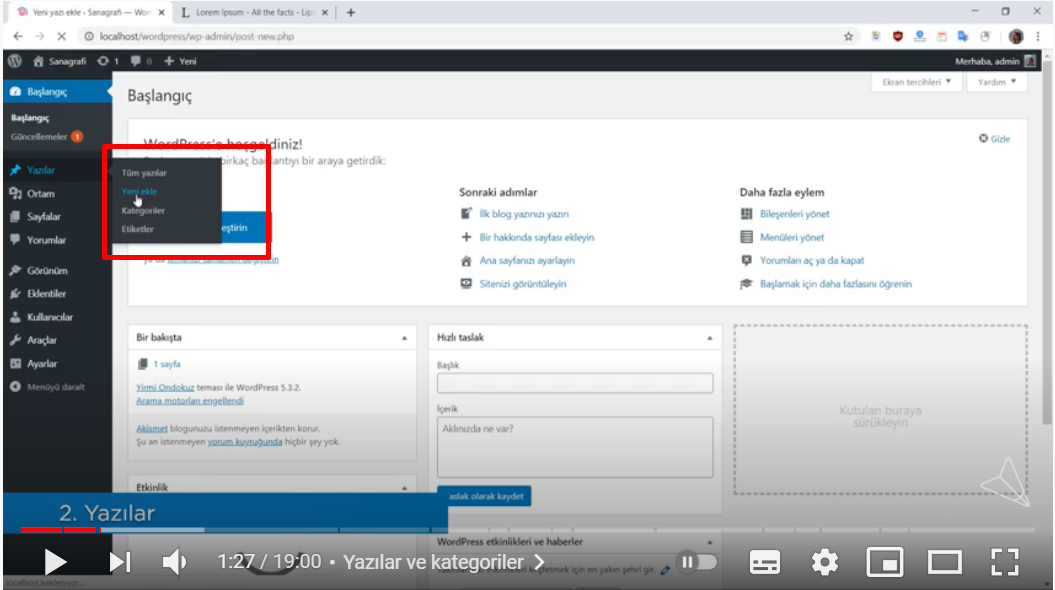 Yeni yazı ekle ‹ Sanagrafi — Wor
Lorem Ipsum - All the facts - Lip
localhost/wordpress/wp-admin/post-new.php
Sanagrafi 1 0 + Yeni
Merhaba, admin
Başlangıç
Ekran tercihleri
Yardım
Başlangıç
Başlangıç
Güncellemeler 1
WordPress'e hoşgeldiniz!
Gizle
birkaç bağlantıyı bir araya getirdik:
Yazılar
Tüm yazılar
Yeni ekle
Kategoriler
Etiketler
Ortam
Sayfalar
Yorumlar
Görünüm
Eklentiler
Kullanıcılar
Araçlar
Ayarlar
Menüyü daralt
eştirin
ya da temanızı tamamen değiştirin
Sonraki adımlar
İlk blog yazınızı yazın
Bir hakkında sayfası ekleyin
Ana sayfanızı ayarlayın
Sitenizi görüntüleyin
Daha fazla eylem
Bileşenleri yönet
Menüleri yönet
Yorumları aç ya da kapat
Başlamak için daha fazlasını öğrenin
Bir bakışta
1 sayfa
Yirmi Ondokuz teması ile WordPress 5.3.2.
Arama motorları engellendi
Akismet blogunuzu istenmeyen içerikten korur.
Şu an istenmeyen yorum kuyruğunda hiçbir şey yok.
Etkinlik
Hızlı taslak
Başlık
İçerik
Aklınızda ne var?
Taslak olarak kaydet
Kutuları buraya
sürükleyin
2. Yazılar
WordPress etkinlikleri ve haberler
keşfetmek için en yakın şehri gir.
1:27 / 19:00 • Yazılar ve kategoriler
localhost bekleniyor...